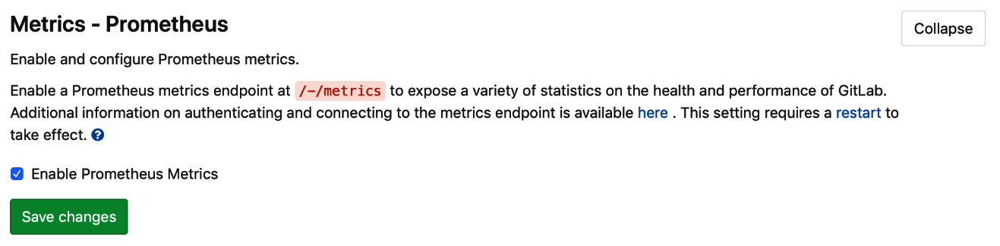 Metrics - Prometheus
Collapse
Enable and configure Prometheus metrics.
Enable a Prometheus metrics endpoint at /-/metrics to expose a variety of statistics on the health and performance of GitLab.
Additional information on authenticating and connecting to the metrics endpoint is available here . This setting requires a restart to
take effect. ?
Enable Prometheus Metrics
Save changes